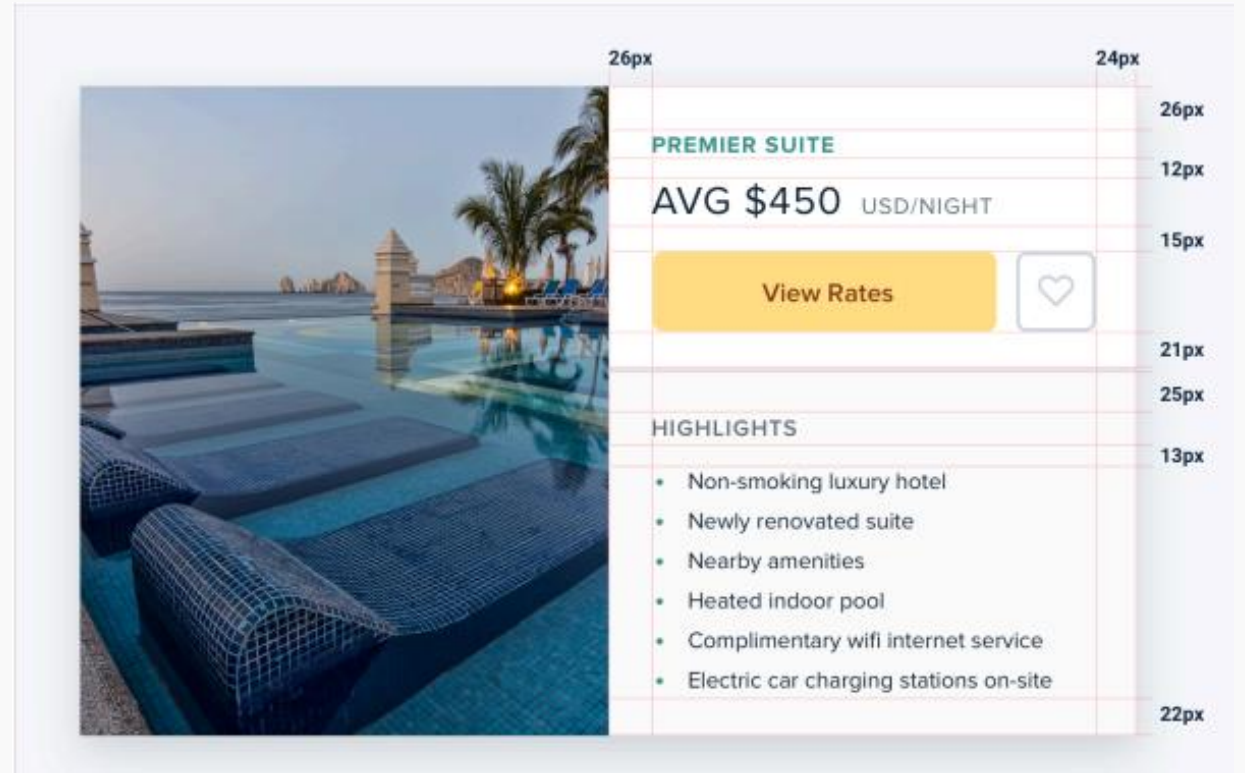 26px
24px
26px
PREMIER SUITE
12px
AVG $450 USD/NIGHT
15px
View Rates
21px
25px
HIGHLIGHTS
13px
• Non-smoking luxury hotel
• Newly renovated suite
• Nearby amenities
• Heated indoor pool
• Complimentary wifi internet service
• Electric car charging stations on-site
22px